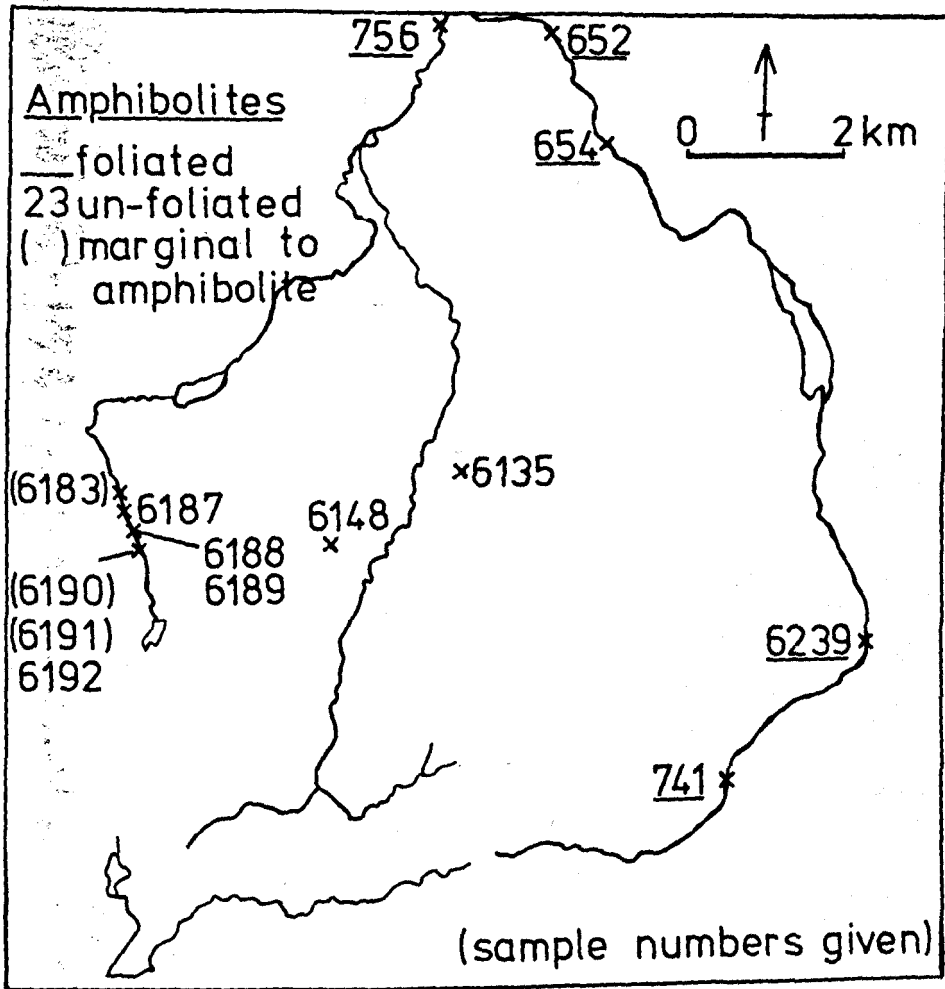 756
652
Amphibolites
654
0 2km
__ foliated
23 un-foliated
( ) marginal to
amphibolite
6135
(6183)
6187
6148
6188
6189
(6190)
(6191)
6192
6239
741
(sample numbers given)